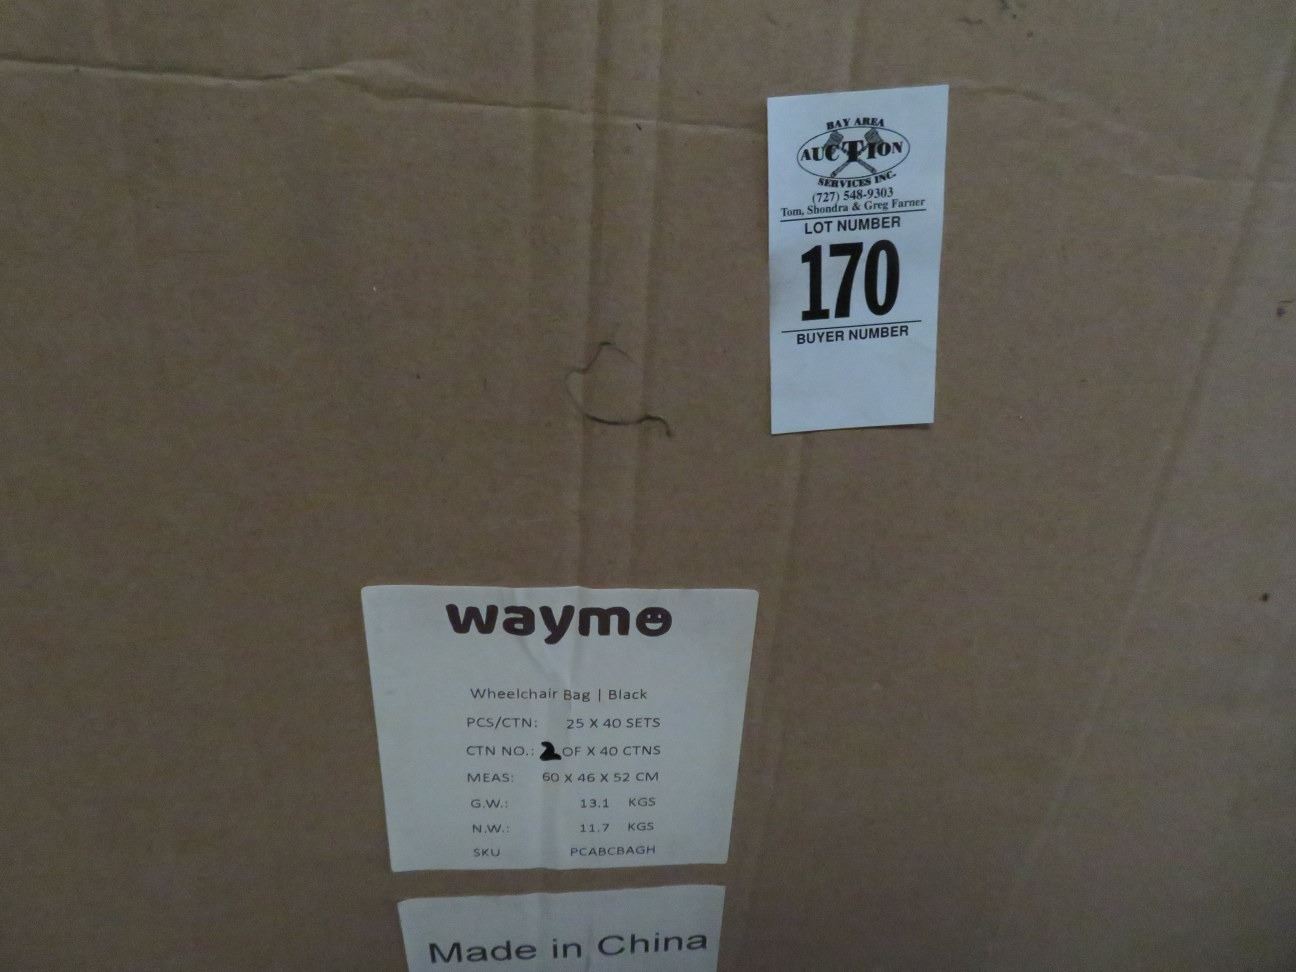 BAY AREA
AUCTION
SERVICES INC.
(727) 548-9303
Tom, Shondra & Greg Farner
LOT NUMBER
170
BUYER NUMBER
waymo
Wheelchair Bag | Black
PCS/CTN: 25 X 40 SETS
CTN NO.: 2 OF X 40 CTNS
MEAS: 60 X 46 X 52 CM
G.W.: 13.1 KGS
N.W.: 11.7 KGS
SKU PCABCBAGH
Made in China